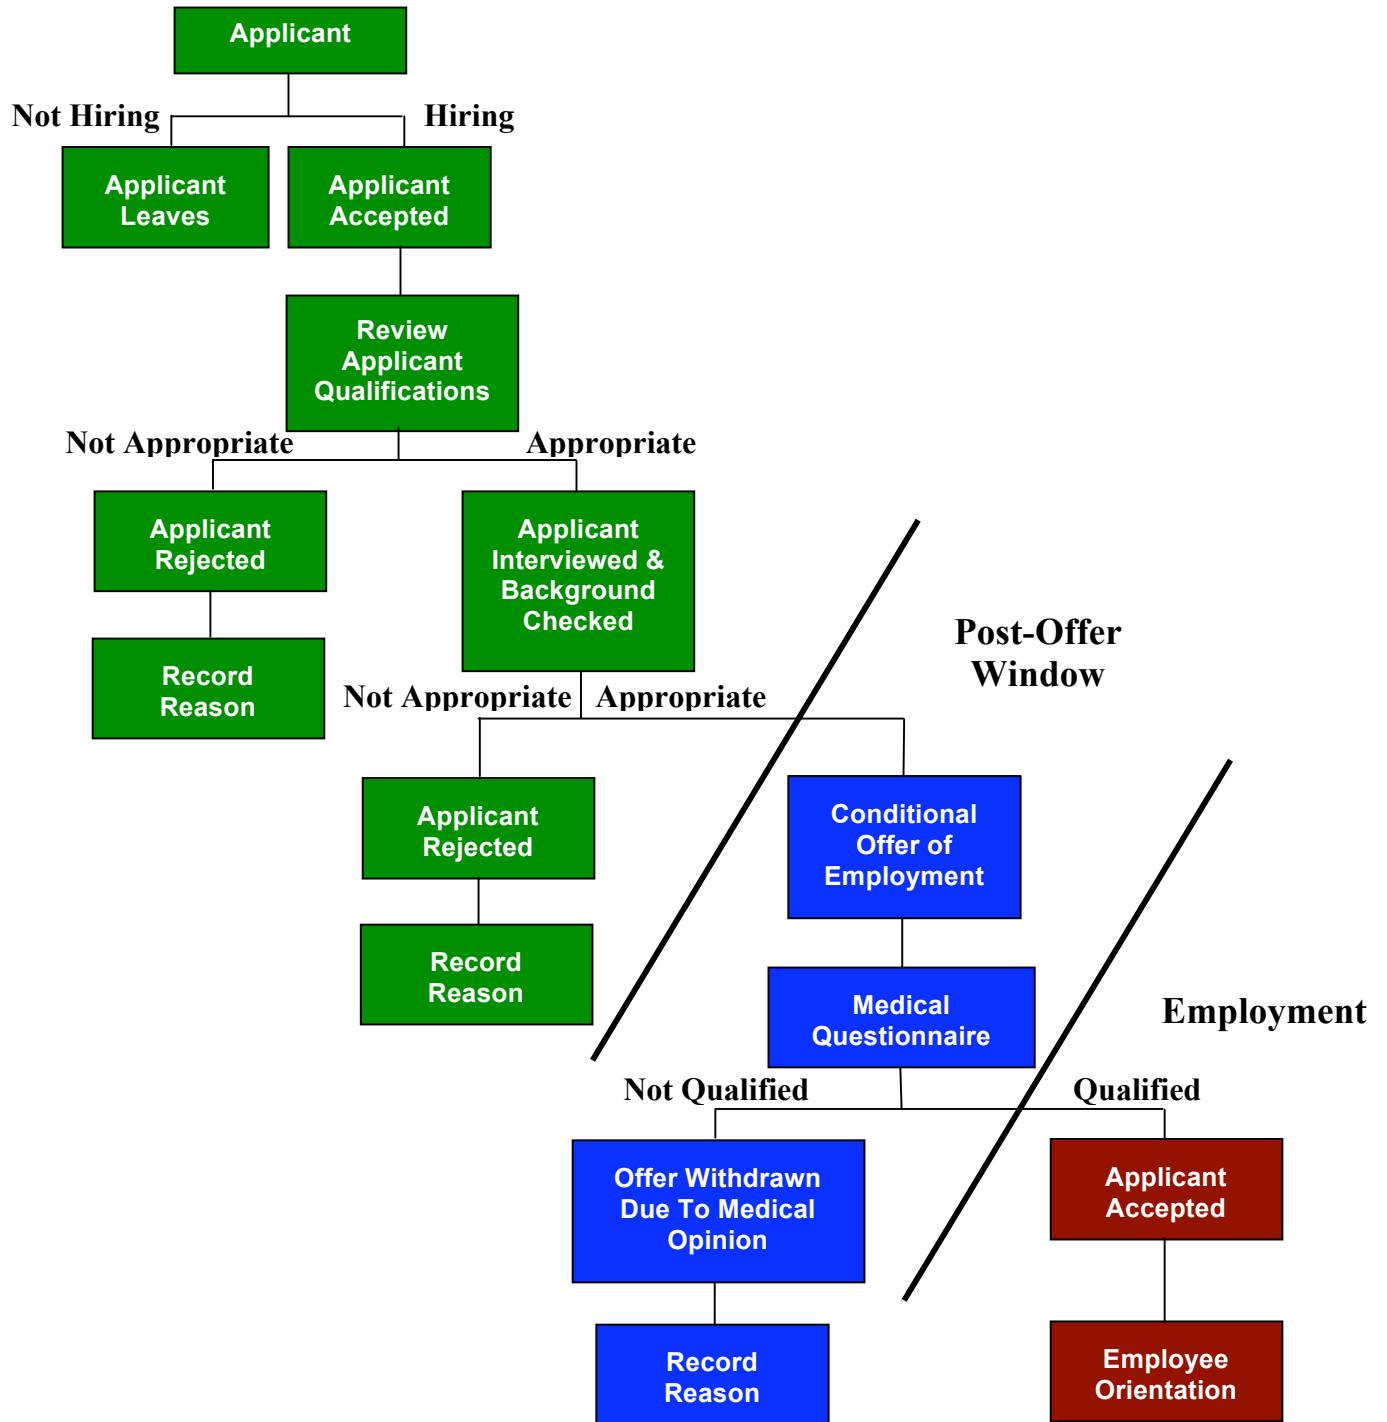 Applicant
Not Hiring
Hiring
Applicant
Leaves
Applicant
Accepted
Review
Applicant
Qualifications
Not Appropriate
Appropriate
Applicant
Rejected
Applicant
Interviewed &
Background
Checked
Record
Reason
Post-Offer
Window
Not Appropriate
Appropriate
Applicant
Rejected
Conditional
Offer of
Employment
Record
Reason
Medical
Questionnaire
Employment
Not Qualified
Qualified
Offer Withdrawn
Due To Medical
Opinion
Applicant
Accepted
Record
Reason
Employee
Orientation